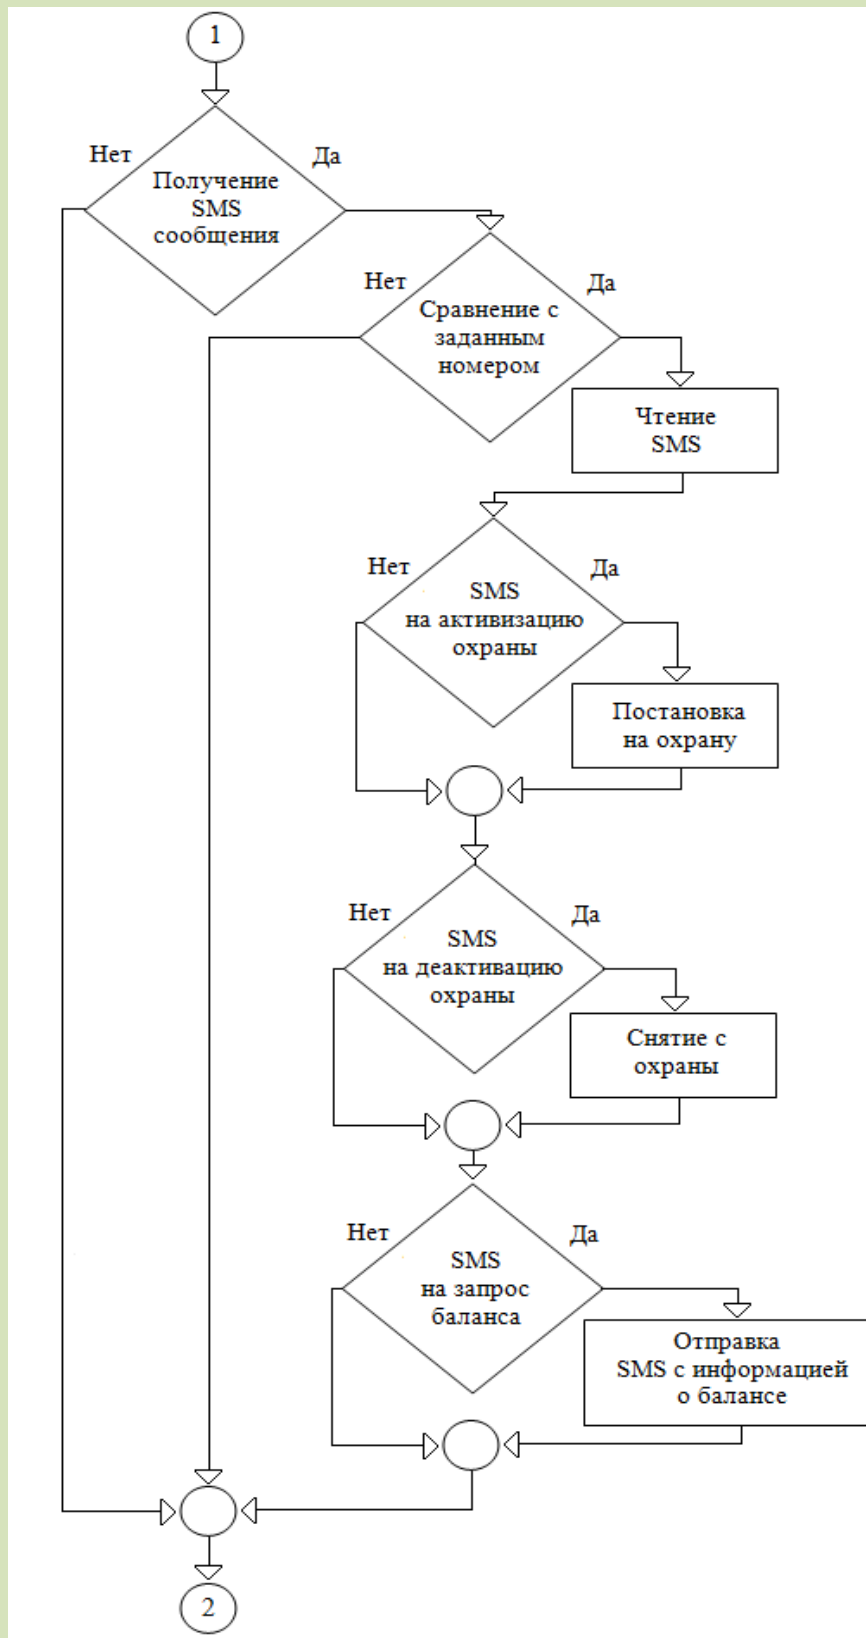 1
Нет
Да
Получение
SMS
сообщения
Нет
Да
Сравнение с
заданным
номером
Чтение
SMS
Нет
Да
SMS
на активизацию
охраны
Постановка
на охрану
Нет
Да
SMS
на деактивацию
охраны
Снятие с
охраны
Нет
Да
SMS
на запрос
баланса
Отправка
SMS с информацией
о балансе
2